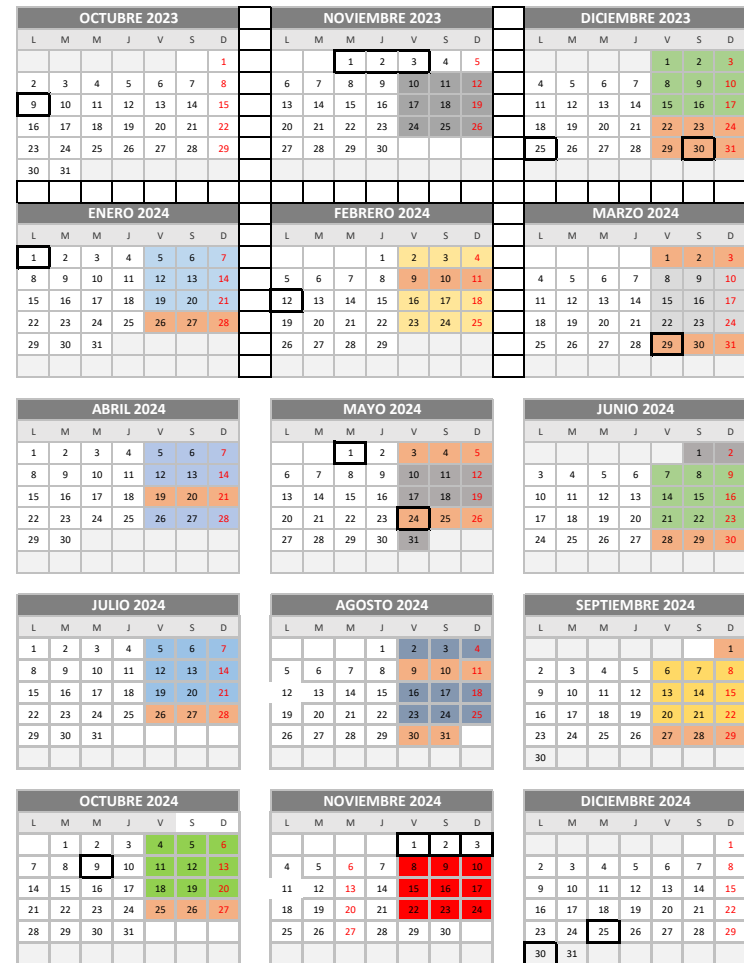 OCTUBRE 2023
L M M J V S D
1
2 3 4 5 6 7 8
9 10 11 12 13 14 15
16 17 18 19 20 21 22
23 24 25 26 27 28 29
30 31
NOVIEMBRE 2023
L M M J V S D
1 2 3 4 5
6 7 8 9 10 11 12
13 14 15 16 17 18 19
20 21 22 23 24 25 26
27 28 29 30
DICIEMBRE 2023
L M M J V S D
1 2 3
4 5 6 7 8 9 10
11 12 13 14 15 16 17
18 19 20 21 22 23 24
25 26 27 28 29 30 31
ENERO 2024
L M M J V S D
1 2 3 4 5 6 7
8 9 10 11 12 13 14
15 16 17 18 19 20 21
22 23 24 25 26 27 28
29 30 31
FEBRERO 2024
L M M J V S D
1 2 3 4
5 6 7 8 9 10 11
12 13 14 15 16 17 18
19 20 21 22 23 24 25
26 27 28 29
MARZO 2024
L M M J V S D
1 2 3
4 5 6 7 8 9 10
11 12 13 14 15 16 17
18 19 20 21 22 23 24
25 26 27 28 29 30 31
ABRIL 2024
L M M J V S D
1 2 3 4 5 6 7
8 9 10 11 12 13 14
15 16 17 18 19 20 21
22 23 24 25 26 27 28
29 30
MAYO 2024
L M M J V S D
1 2 3 4 5
6 7 8 9 10 11 12
13 14 15 16 17 18 19
20 21 22 23 24 25 26
27 28 29 30 31
JUNIO 2024
L M M J V S D
1 2
3 4 5 6 7 8 9
10 11 12 13 14 15 16
17 18 19 20 21 22 23
24 25 26 27 28 29 30
JULIO 2024
L M M J V S D
1 2 3 4 5 6 7
8 9 10 11 12 13 14
15 16 17 18 19 20 21
22 23 24 25 26 27 28
29 30 31
AGOSTO 2024
L M M J V S D
1 2 3 4
5 6 7 8 9 10 11
12 13 14 15 16 17 18
19 20 21 22 23 24 25
26 27 28 29 30 31
SEPTIEMBRE 2024
L M M J V S D
1
2 3 4 5 6 7 8
9 10 11 12 13 14 15
16 17 18 19 20 21 22
23 24 25 26 27 28 29
30
OCTUBRE 2024
L M M J V S D
1 2 3 4 5 6
7 8 9 10 11 12 13
14 15 16 17 18 19 20
21 22 23 24 25 26 27
28 29 30 31
NOVIEMBRE 2024
L M M J V S D
1 2 3
4 5 6 7 8 9 10
11 12 13 14 15 16 17
18 19 20 21 22 23 24
25 26 27 28 29 30
DICIEMBRE 2024
L M M J V S D
1
2 3 4 5 6 7 8
9 10 11 12 13 14 15
16 17 18 19 20 21 22
23 24 25 26 27 28 29
30 31